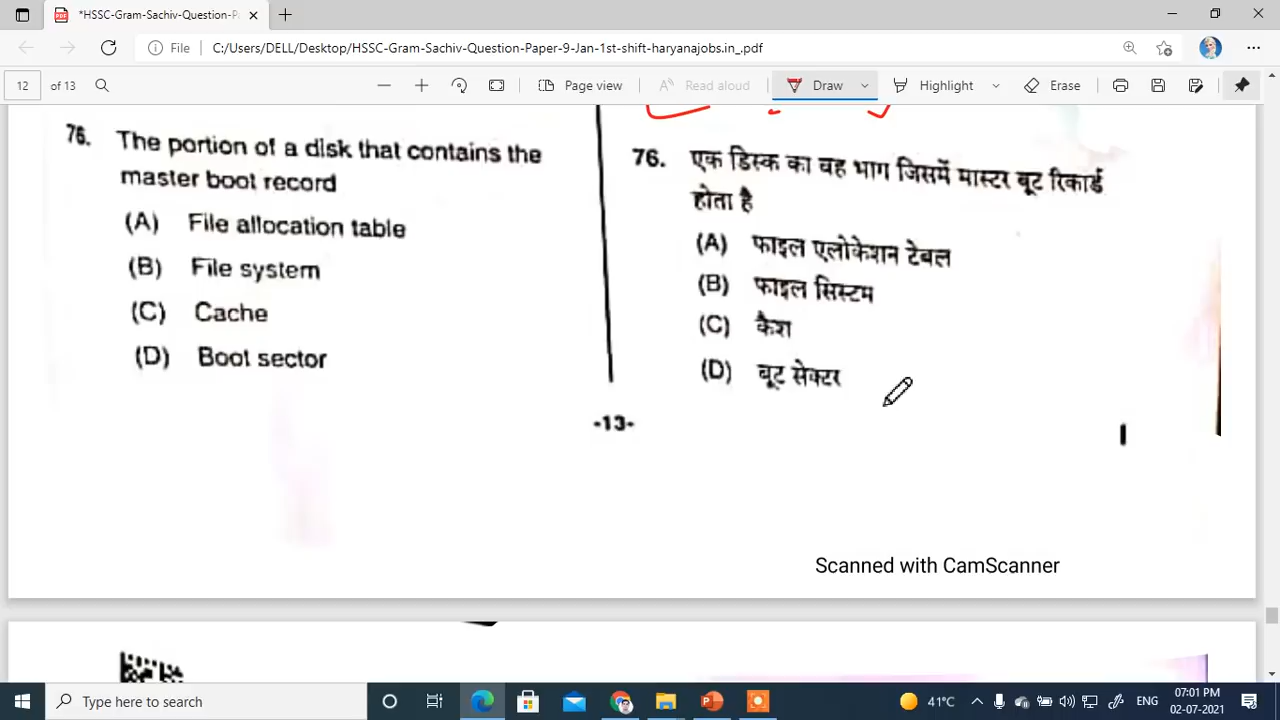 *HSSC-Gram-Sachiv-Question-P
File
C:/Users/DELL/Desktop/HSSC-Gram-Sachiv-Question-Paper-9-Jan-1st-shift-haryanajobs.in_.pdf
12 of 13
Page view
Read aloud
Draw
Highlight
Erase
76. The portion of a disk that contains the
master boot record
(A) File allocation table
(B) File system
(C) Cache
(D) Boot sector
76. एक डिस्क का वह भाग जिसमें मास्टर बूट रिकार्ड
होता है
(A) फाइल एलोकेशन टेबल
(B) फाइल सिस्टम
(C) कैश
(D) बूट सेक्टर
-13-
Scanned with CamScanner
Type here to search
41°C
ENG
07:01 PM
02-07-2021